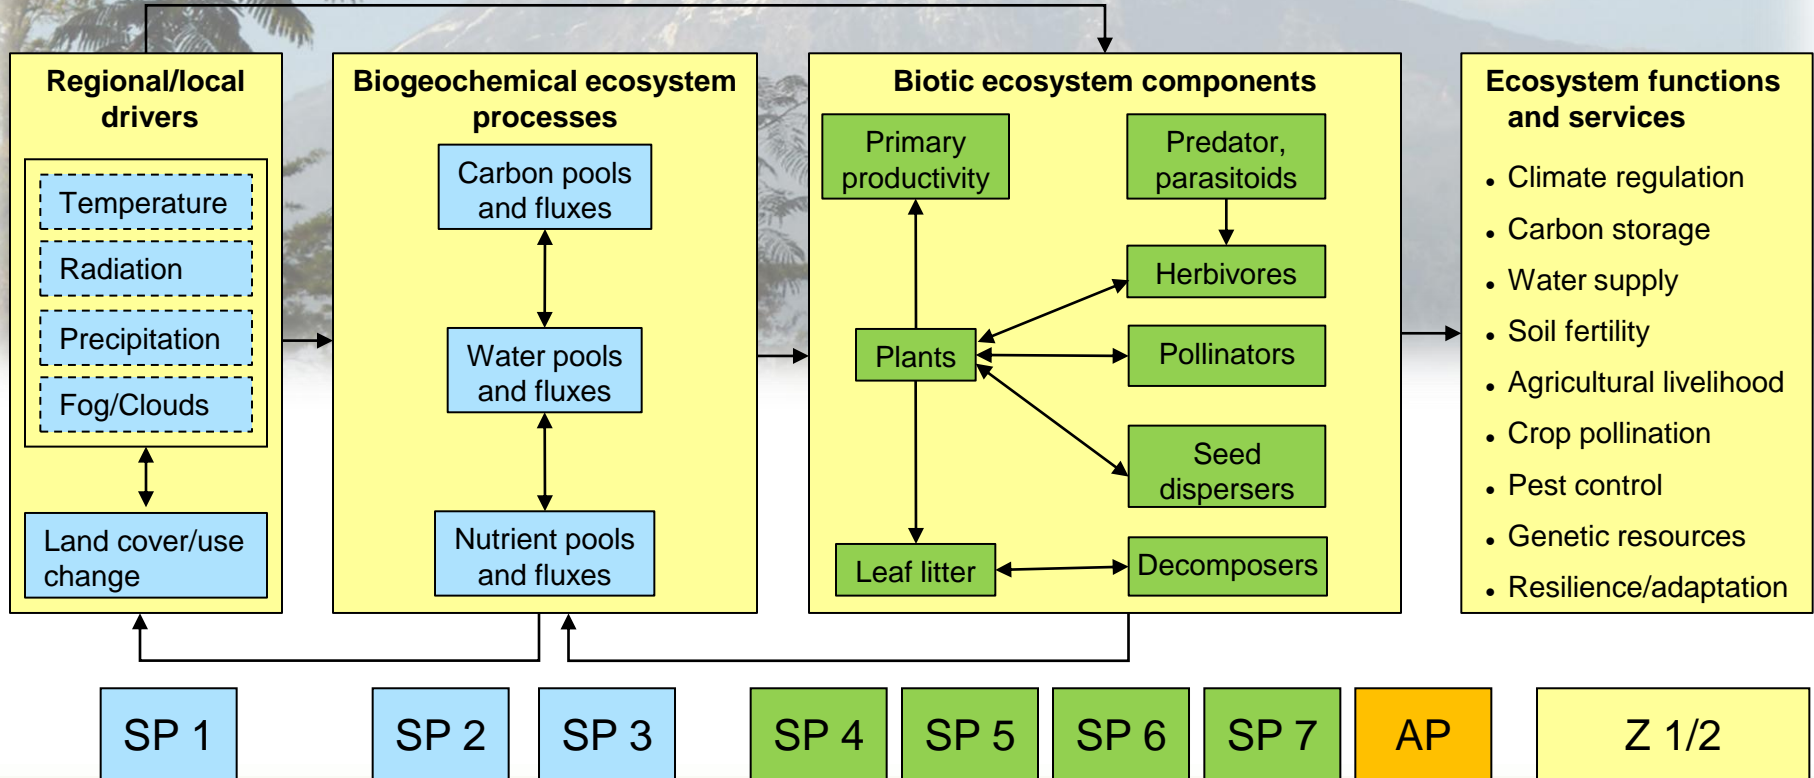 Regional/local
drivers
Temperature
Radiation
Precipitation
Fog/Clouds
Land cover/use
change
Biogeochemical ecosystem
processes
Carbon pools
and fluxes
Water pools
and fluxes
Nutrient pools
and fluxes
Biotic ecosystem components
Primary
productivity
Predator,
parasitoids
Herbivores
Plants
Pollinators
Seed
dispersers
Leaf litter
Decomposers
Ecosystem functions
and services
• Climate regulation
• Carbon storage
• Water supply
• Soil fertility
• Agricultural livelihood
• Crop pollination
• Pest control
• Genetic resources
• Resilience/adaptation
SP 1
SP 2
SP 3
SP 4
SP 5
SP 6
SP 7
AP
Z 1/2